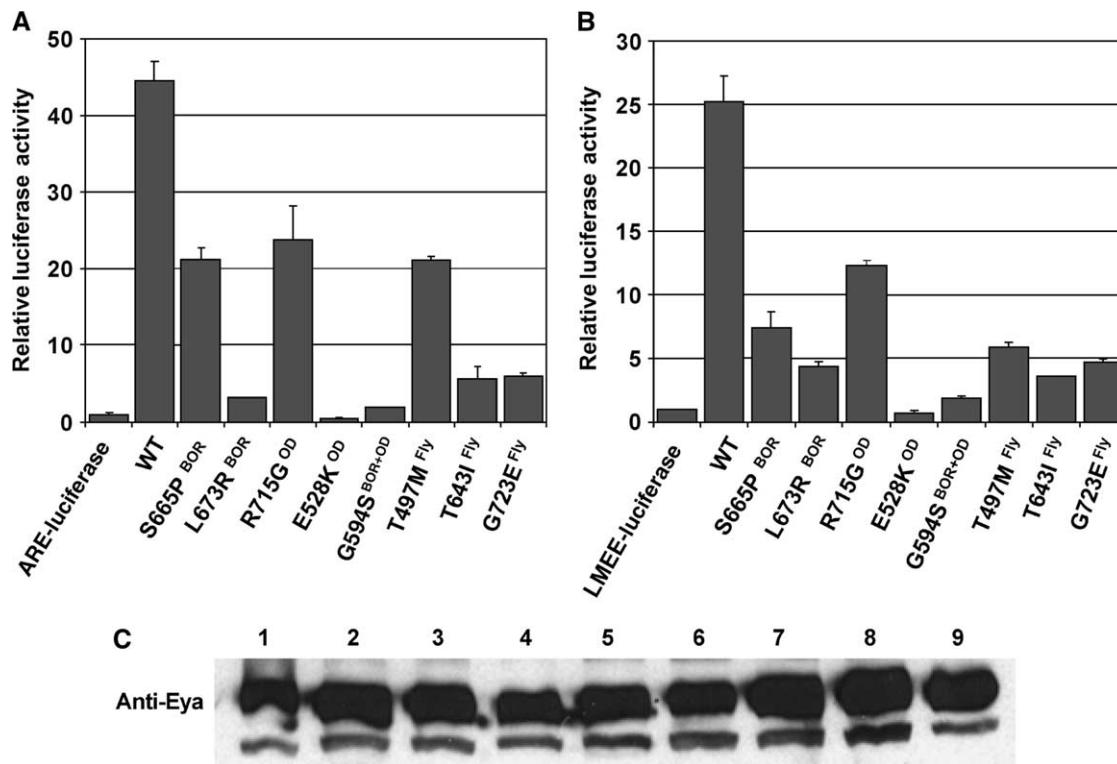 A
Relative luciferase activity
50
40
30
20
10
0
ARE-luciferase
WT
S665P BOR
L673R BOR
R715G OD
E528K OD
G594S BOR+OD
T497M Fly
T643I Fly
G723E Fly
B
Relative luciferase activity
30
25
20
15
10
5
0
LMEE-luciferase
WT
S665P BOR
L673R BOR
R715G OD
E528K OD
G594S BOR+OD
T497M Fly
T643I Fly
G723E Fly
C
1 2 3 4 5 6 7 8 9
Anti-Eya